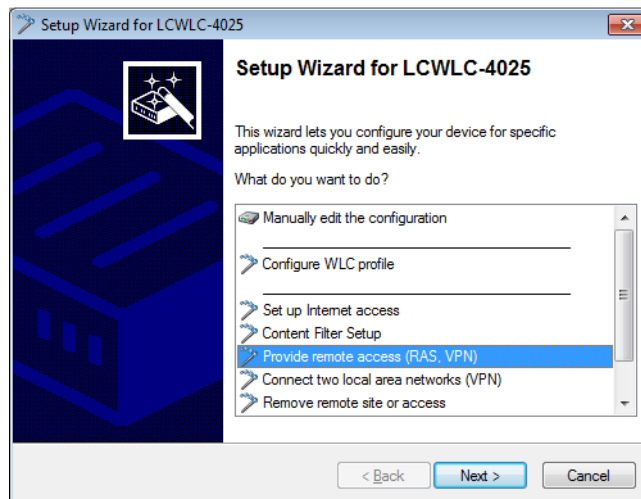 Setup Wizard for LCWLC-4025
Setup Wizard for LCWLC-4025
This wizard lets you configure your device for specific
applications quickly and easily.
What do you want to do?
Manually edit the configuration
Configure WLC profile
Set up Internet access
Content Filter Setup
Provide remote access (RAS, VPN)
Connect two local area networks (VPN)
Remove remote site or access
< Back Next > Cancel